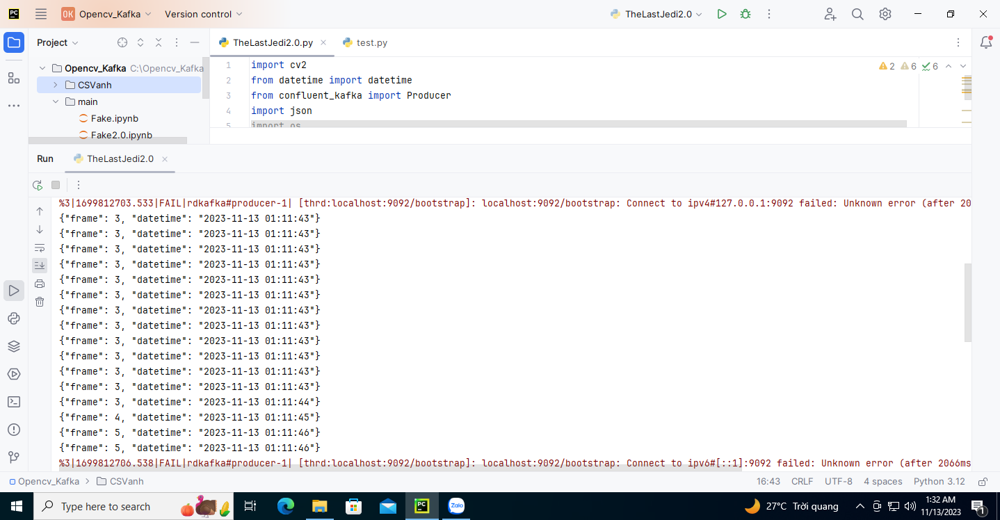 PC
OK Opencv_Kafka Version control TheLastJedi2.0
Project
TheLastJedi2.0.py test.py
Opencv_Kafka C:\Opencv_Kafka
CSVanh
main
Fake.ipynb
Fake2.0.ipynb
1 import cv2
2 from datetime import datetime
3 from confluent_kafka import Producer
4 import json
5 import os
2 6 6
Run TheLastJedi2.0
%3|1699812703.533|FAIL|rdkafka#producer-1| [thrd:localhost:9092/bootstrap]: localhost:9092/bootstrap: Connect to ipv4#127.0.0.1:9092 failed: Unknown error (after 20
{"frame": 3, "datetime": "2023-11-13 01:11:43"}
{"frame": 3, "datetime": "2023-11-13 01:11:43"}
{"frame": 3, "datetime": "2023-11-13 01:11:43"}
{"frame": 3, "datetime": "2023-11-13 01:11:43"}
{"frame": 3, "datetime": "2023-11-13 01:11:43"}
{"frame": 3, "datetime": "2023-11-13 01:11:43"}
{"frame": 3, "datetime": "2023-11-13 01:11:43"}
{"frame": 3, "datetime": "2023-11-13 01:11:43"}
{"frame": 3, "datetime": "2023-11-13 01:11:43"}
{"frame": 3, "datetime": "2023-11-13 01:11:43"}
{"frame": 3, "datetime": "2023-11-13 01:11:43"}
{"frame": 3, "datetime": "2023-11-13 01:11:43"}
{"frame": 3, "datetime": "2023-11-13 01:11:44"}
{"frame": 4, "datetime": "2023-11-13 01:11:45"}
{"frame": 5, "datetime": "2023-11-13 01:11:46"}
{"frame": 5, "datetime": "2023-11-13 01:11:46"}
%3|1699812706.538|FAIL|rdkafka#producer-1| [thrd:localhost:9092/bootstrap]: localhost:9092/bootstrap: Connect to ipv6#[::1]:9092 failed: Unknown error (after 2066ms
Opencv_Kafka > CSVanh 16:43 CRLF UTF-8 4 spaces Python 3.12
Type here to search
PC
Zalo
27°C Trời quang
1:32 AM
11/13/2023
1